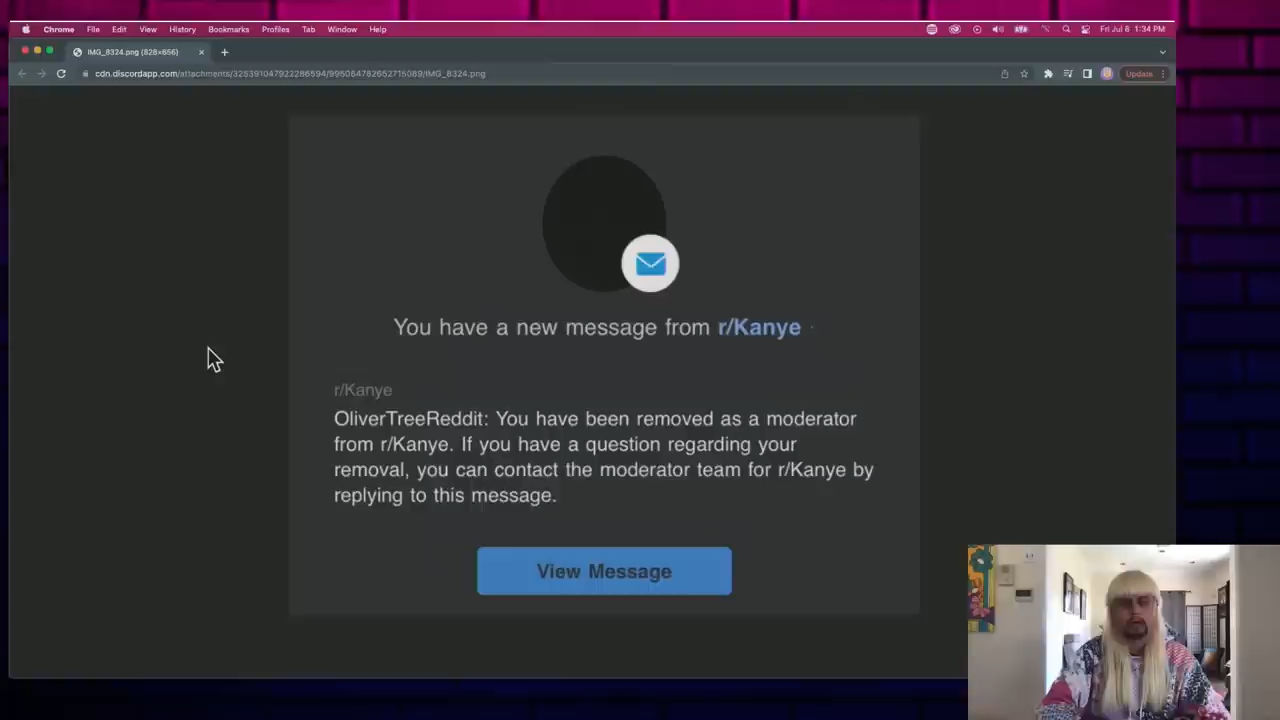 Chrome File Edit View History Bookmarks Profiles Tab Window Help Fri Jul 8 1:34 PM
IMG_8324.png (828×656)
Update
You have a new message from r/Kanye
r/Kanye
OliverTreeReddit: You have been removed as a moderator
from r/Kanye. If you have a question regarding your
removal, you can contact the moderator team for r/Kanye by
replying to this message.
View Message